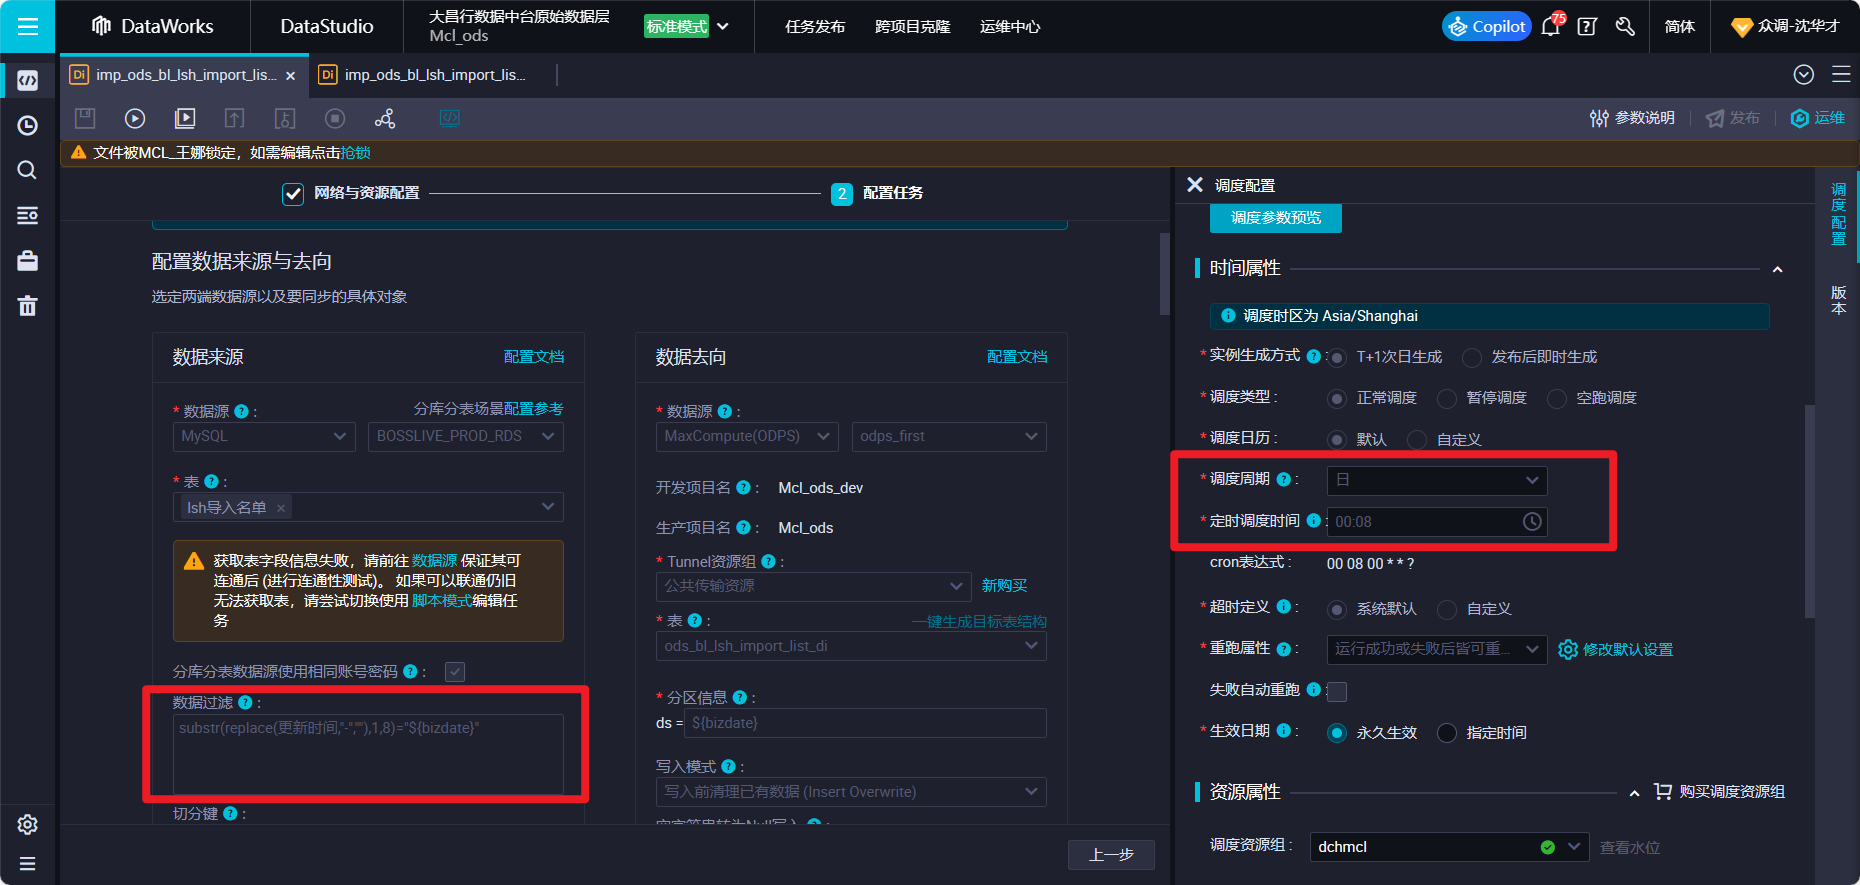 DataWorks
DataStudio
大昌行数据中台原始数据层
Mcl_ods
标准模式
任务发布
跨项目克隆
运维中心
Copilot
75
简体
众调-沈华才
Di imp_ods_bl_lsh_import_lis...
Di imp_ods_bl_lsh_import_lis...
参数说明
发布
运维
文件被MCL_王娜锁定，如需编辑点击抢锁
网络与资源配置
2 配置任务
配置数据来源与去向
选定两端数据源以及要同步的具体对象
数据来源
配置文档
* 数据源 ? :
分库分表场景配置参考
MySQL
BOSSLIVE_PROD_RDS
* 表 ? :
lsh导入名单 ×
获取表字段信息失败，请前往 数据源 保证其可
连通后 (进行连通性测试)。 如果可以联通仍旧
无法获取表，请尝试切换使用 脚本模式编辑任
务
分库分表数据源使用相同账号密码 ? :
数据过滤 ? :
substr(replace(更新时间,"-",""),1,8)="${bizdate}"
切分键 ? :
数据去向
配置文档
* 数据源 ? :
MaxCompute(ODPS)
odps_first
开发项目名 ? : Mcl_ods_dev
生产项目名 ? : Mcl_ods
* Tunnel资源组 ? :
公共传输资源
新购买
* 表 ? :
一键生成目标表结构
ods_bl_lsh_import_list_di
* 分区信息 ? :
ds = ${bizdate}
写入模式 ? :
写入前清理已有数据 (Insert Overwrite)
空字符串转为Null写入 ? :
上一步
调度配置
调度参数预览
时间属性
调度时区为 Asia/Shanghai
* 实例生成方式 ? : T+1次日生成 发布后即时生成
* 调度类型 : 正常调度 暂停调度 空跑调度
* 调度日历 : 默认 自定义
* 调度周期 ? : 日
* 定时调度时间 i : 00:08
cron表达式 : 00 08 00 * * ?
* 超时定义 i : 系统默认 自定义
* 重跑属性 ? : 运行成功或失败后皆可重... 修改默认设置
失败自动重跑 i :
* 生效日期 i : 永久生效 指定时间
资源属性
购买调度资源组
调度资源组 : dchmcl 查看水位
调度配置
版本